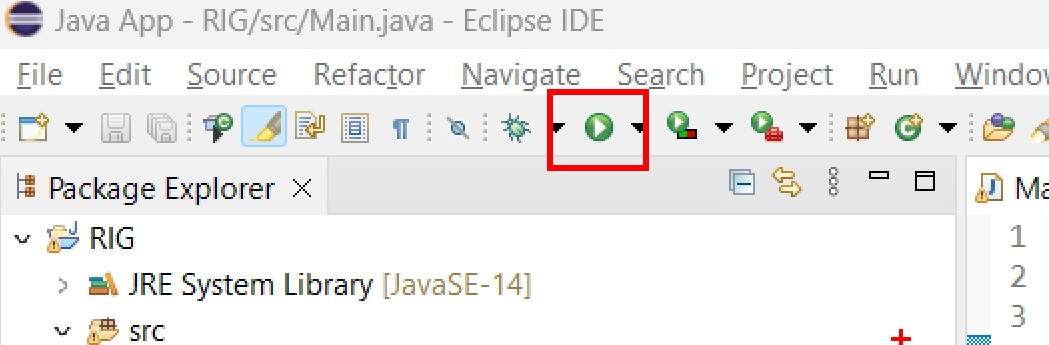 Java App - RIG/src/Main.java - Eclipse IDE
File Edit Source Refactor Navigate Search Project Run Window
Package Explorer
Ma
RIG
1
JRE System Library [JavaSE-14]
2
src
3